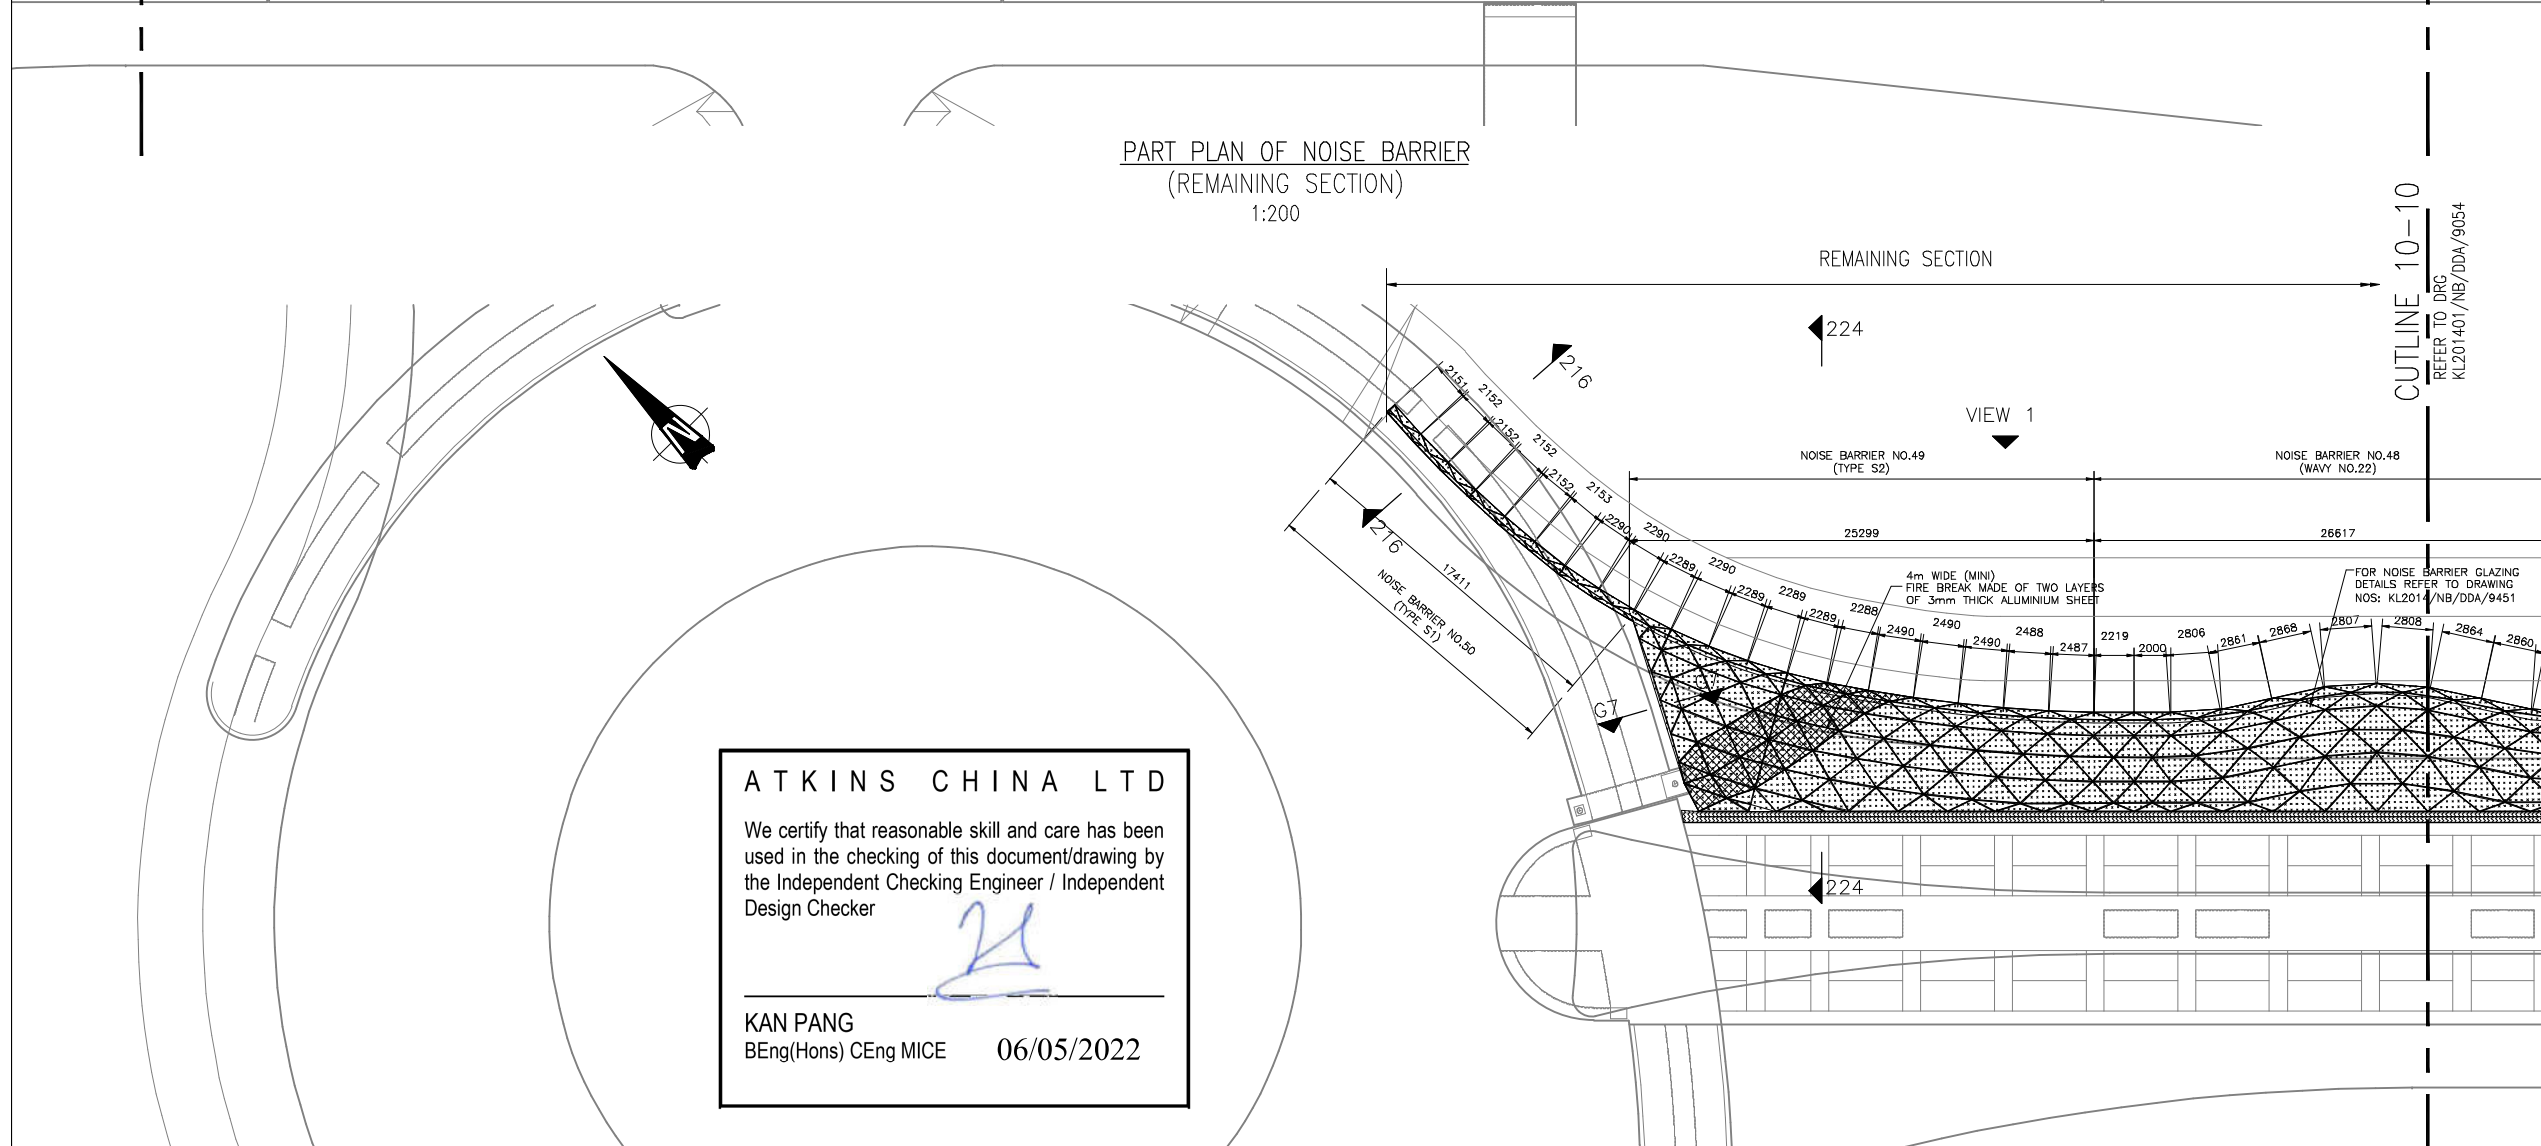 PART PLAN OF NOISE BARRIER
(REMAINING SECTION)
1:200
REMAINING SECTION
CUTLINE 10-10
REFER TO DRG
KL201401/NB/DDA/9054
224
216
VIEW 1
NOISE BARRIER NO.49
(TYPE S2)
NOISE BARRIER NO.48
(WAVY NO.22)
25299
26617
2151
2152
2152
2152
2152
2153
2290
2290
2289
2290
2289
2289
2289
2288
2490
2490
2490
2488
2487
2219
2000
2806
2861
2868
2807
2808
2864
2860
4m WIDE (MINI)
FIRE BREAK MADE OF TWO LAYERS
OF 3mm THICK ALUMINIUM SHEET
FOR NOISE BARRIER GLAZING
DETAILS REFER TO DRAWING
NOS: KL2014/NB/DDA/9451
216
17411
NOISE BARRIER NO.50
(TYPE S1)
N
G7
224
ATKINS CHINA LTD
We certify that reasonable skill and care has been
used in the checking of this document/drawing by
the Independent Checking Engineer / Independent
Design Checker
KAN PANG
BEng(Hons) CEng MICE
06/05/2022